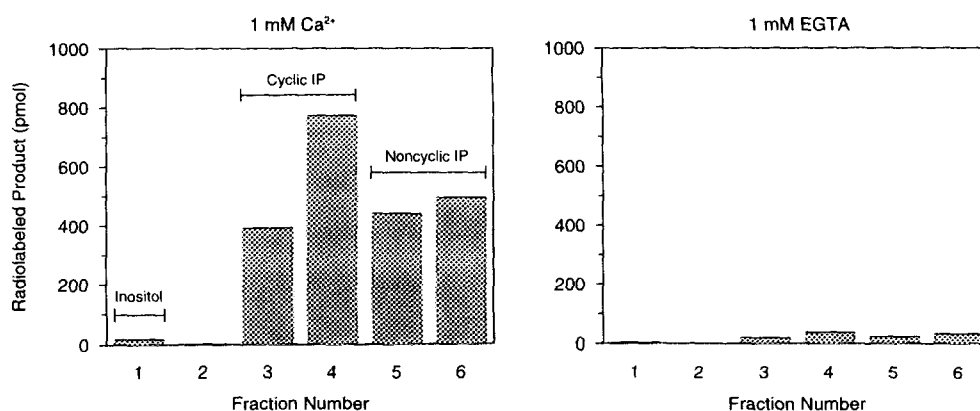 1 mM Ca²⁺
Radiolabeled Product (pmol)
1000
800
600
400
200
0
Cyclic IP
Noncyclic IP
Inositol
1 2 3 4 5 6
Fraction Number
1 mM EGTA
1000
800
600
400
200
0
1 2 3 4 5 6
Fraction Number